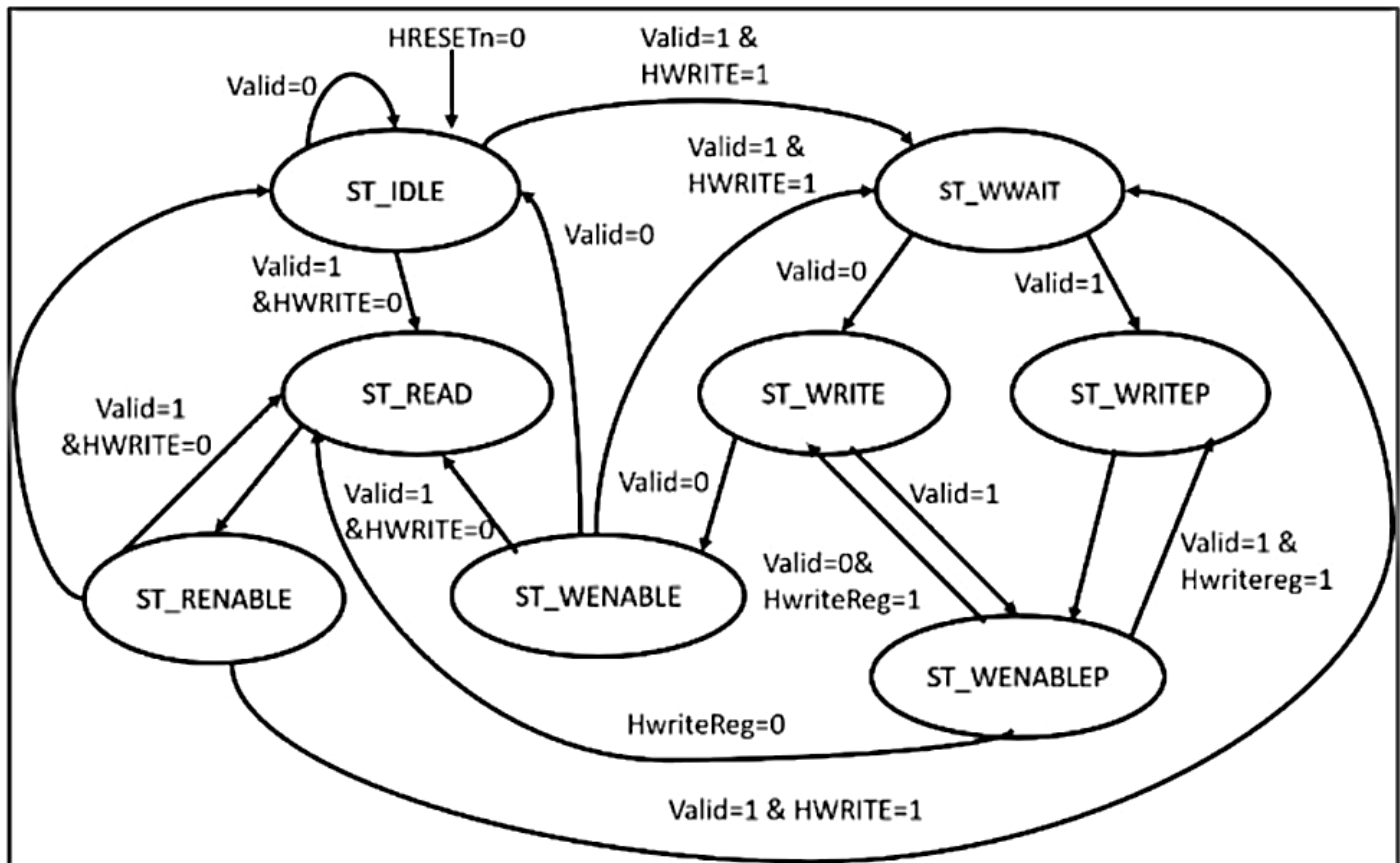 HRESETn=0
Valid=1 &
HWRITE=1
Valid=0
Valid=1 &
HWRITE=1
ST_IDLE
ST_WWAIT
Valid=0
Valid=1
&HWRITE=0
Valid=0
Valid=1
ST_READ
ST_WRITE
ST_WRITEP
Valid=1
&HWRITE=0
Valid=1
&HWRITE=0
Valid=0
Valid=1
Valid=0&
HwriteReg=1
Valid=1 &
Hwritereg=1
ST_RENABLE
ST_WENABLE
ST_WENABLEP
HwriteReg=0
Valid=1 & HWRITE=1